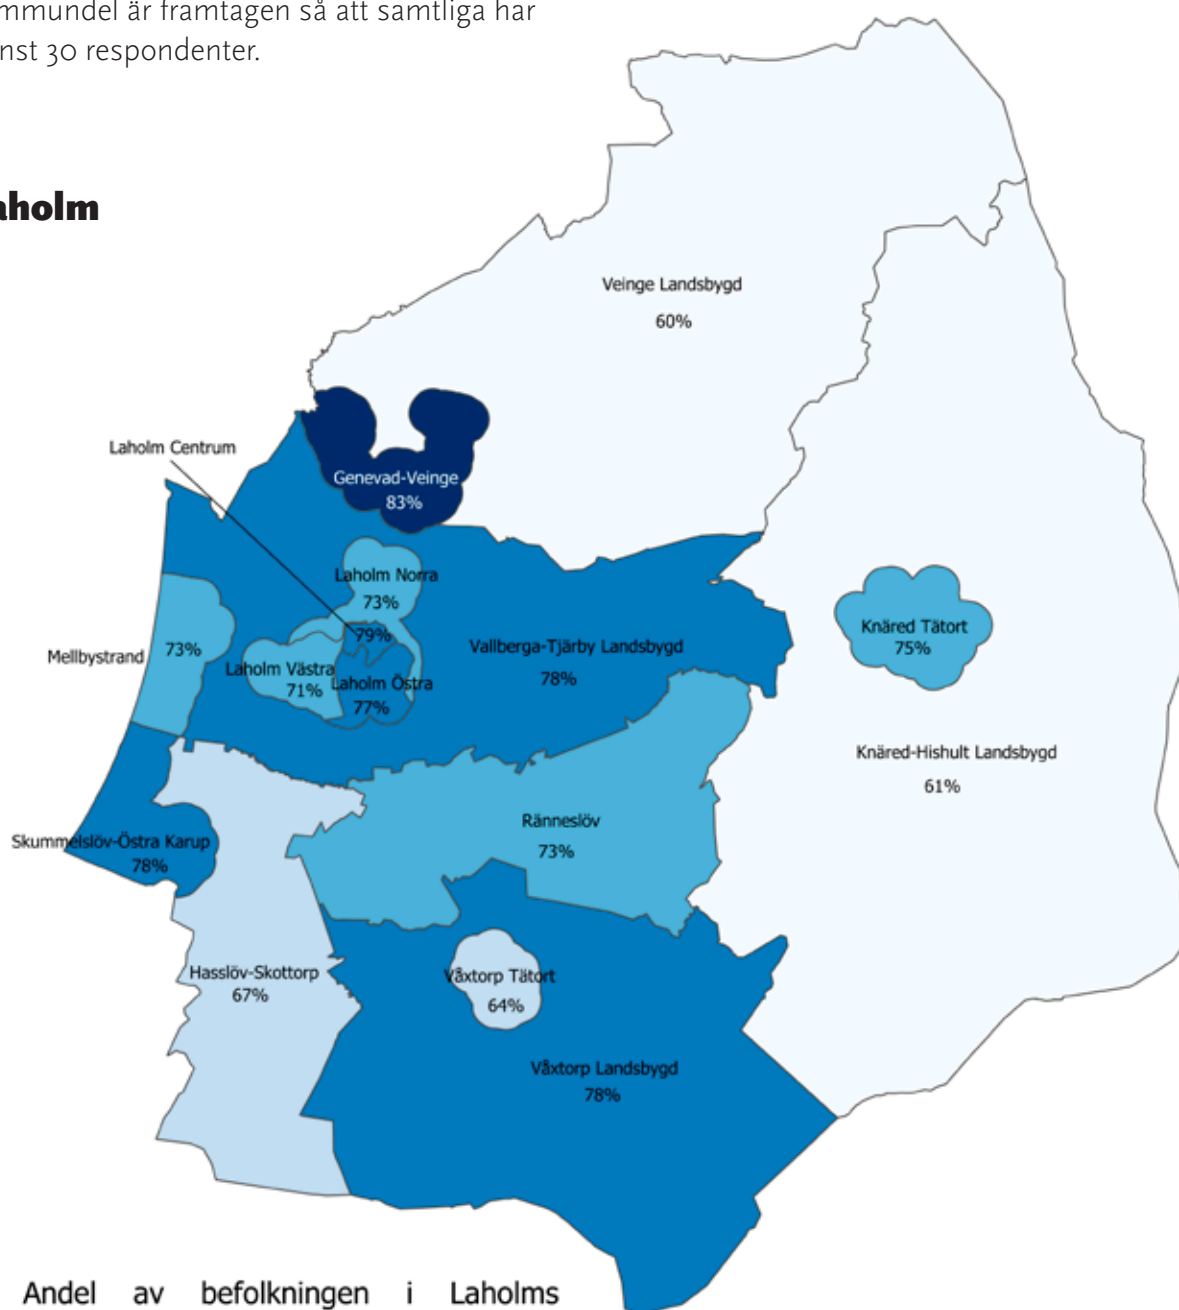 mmundel är framtagen så att samtliga har
nst 30 respondenter.
aholm
Veinge Landsbygd
60%
Laholm Centrum
Genevad-Veinge
83%
Laholm Norra
73%
79%
Mellbystrand
73%
Laholm Västra
71%
Laholm Östra
77%
Vallberga-Tjärby Landsbygd
78%
Knäred Tätort
75%
Knäred-Hishult Landsbygd
61%
Skummelslöv-Östra Karup
78%
Ränneslöv
73%
Hasslöv-Skottorp
67%
Våxtorp Tätort
64%
Våxtorp Landsbygd
78%
Andel av befolkningen i Laholms